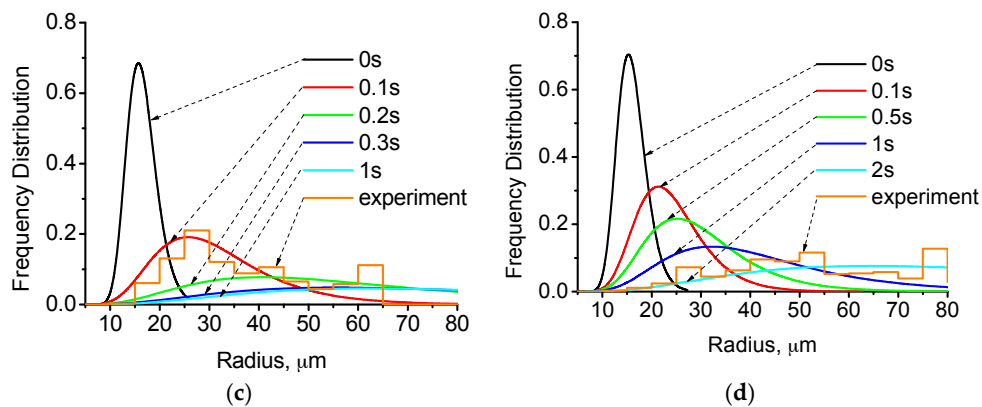 0.8
0.6
0.4
0.2
0.0
Frequency Distribution
0s
0.1s
0.2s
0.3s
1s
experiment
10 20 30 40 50 60 70 80
Radius, μm
(c)
0.8
0.6
0.4
0.2
0.0
Frequency Distribution
0s
0.1s
0.5s
1s
2s
experiment
10 20 30 40 50 60 70 80
Radius, μm
(d)